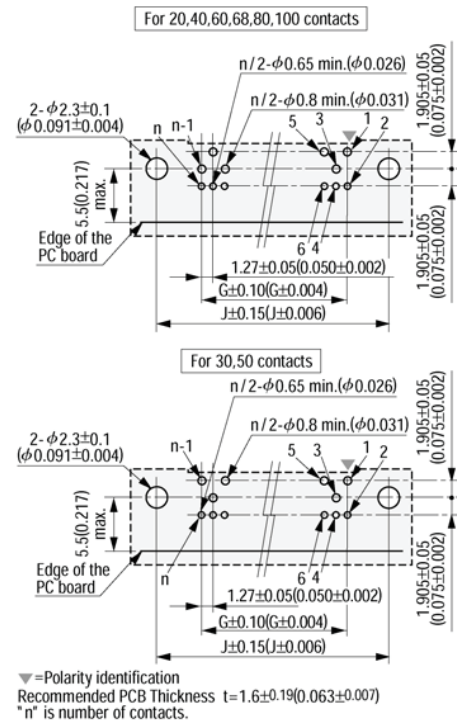 For 20,40,60,68,80,100 contacts
n/2-ϕ0.65 min.(ϕ0.026)
n/2-ϕ0.8 min.(ϕ0.031)
2-ϕ2.3±0.1
(ϕ0.091±0.004)
n
n-1
5
3
1
2
1.905±0.05
(0.075±0.002)
5.5(0.217)
max.
Edge of the
PC board
6
4
1.27±0.05(0.050±0.002)
G±0.10(G±0.004)
J±0.15(J±0.006)
1.905±0.05
(0.075±0.002)
For 30,50 contacts
n/2-ϕ0.65 min.(ϕ0.026)
n/2-ϕ0.8 min.(ϕ0.031)
2-ϕ2.3±0.1
(ϕ0.091±0.004)
n-1
5
3
1
2
1.905±0.05
(0.075±0.002)
5.5(0.217)
max.
Edge of the
PC board
n
6
4
1.27±0.05(0.050±0.002)
G±0.10(G±0.004)
J±0.15(J±0.006)
1.905±0.05
(0.075±0.002)
▼=Polarity identification
Recommended PCB Thickness t=1.6±0.19(0.063±0.007)
"n" is number of contacts.